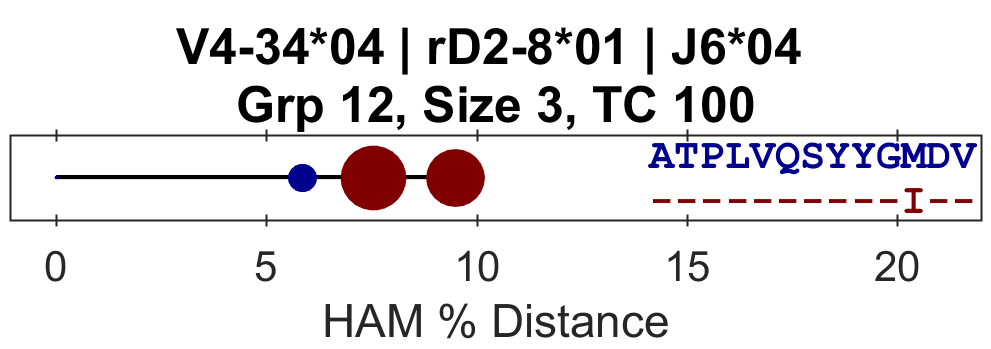 V4-34*04 | rD2-8*01 | J6*04
Grp 12, Size 3, TC 100
ATPLVQSYYGMDV
----------I--
0 5 10 15 20
HAM % Distance